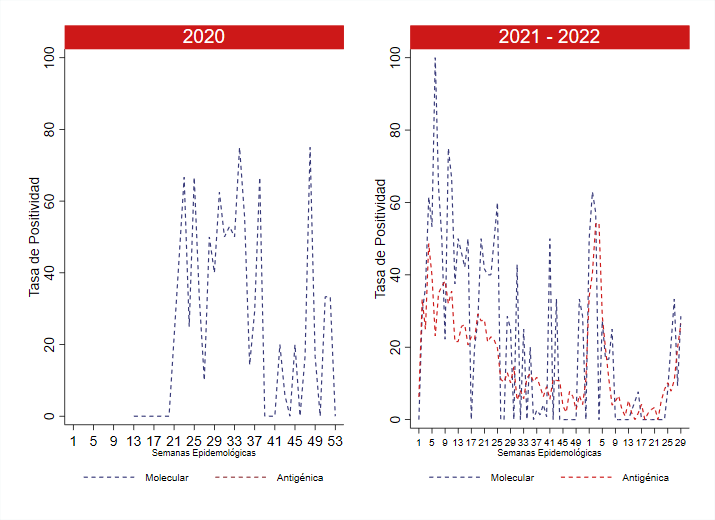 2020
Tasa de Positividad
100
80
60
40
20
0
1 5 9 13 17 21 25 29 33 37 41 45 49 53
Semanas Epidemológicas
Molecular Antigénica
2021 - 2022
Tasa de Positividad
100
80
60
40
20
0
1 5 9 13 17 21 25 29 33 37 41 45 49 1 5 9 13 17 21 25 29
Semanas Epidemológicas
Molecular Antigénica